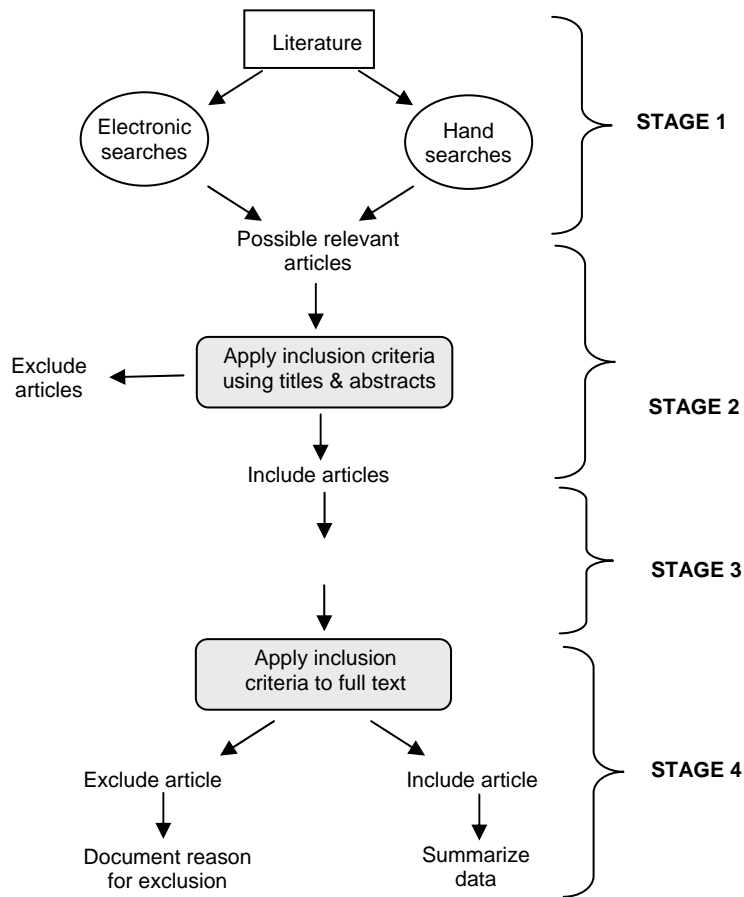 Literature
Electronic
searches
Hand
searches
STAGE 1
Possible relevant
articles
Apply inclusion criteria
using titles & abstracts
Exclude
articles
STAGE 2
Include articles
STAGE 3
Apply inclusion
criteria to full text
Exclude article
Include article
STAGE 4
Document reason
for exclusion
Summarize
data